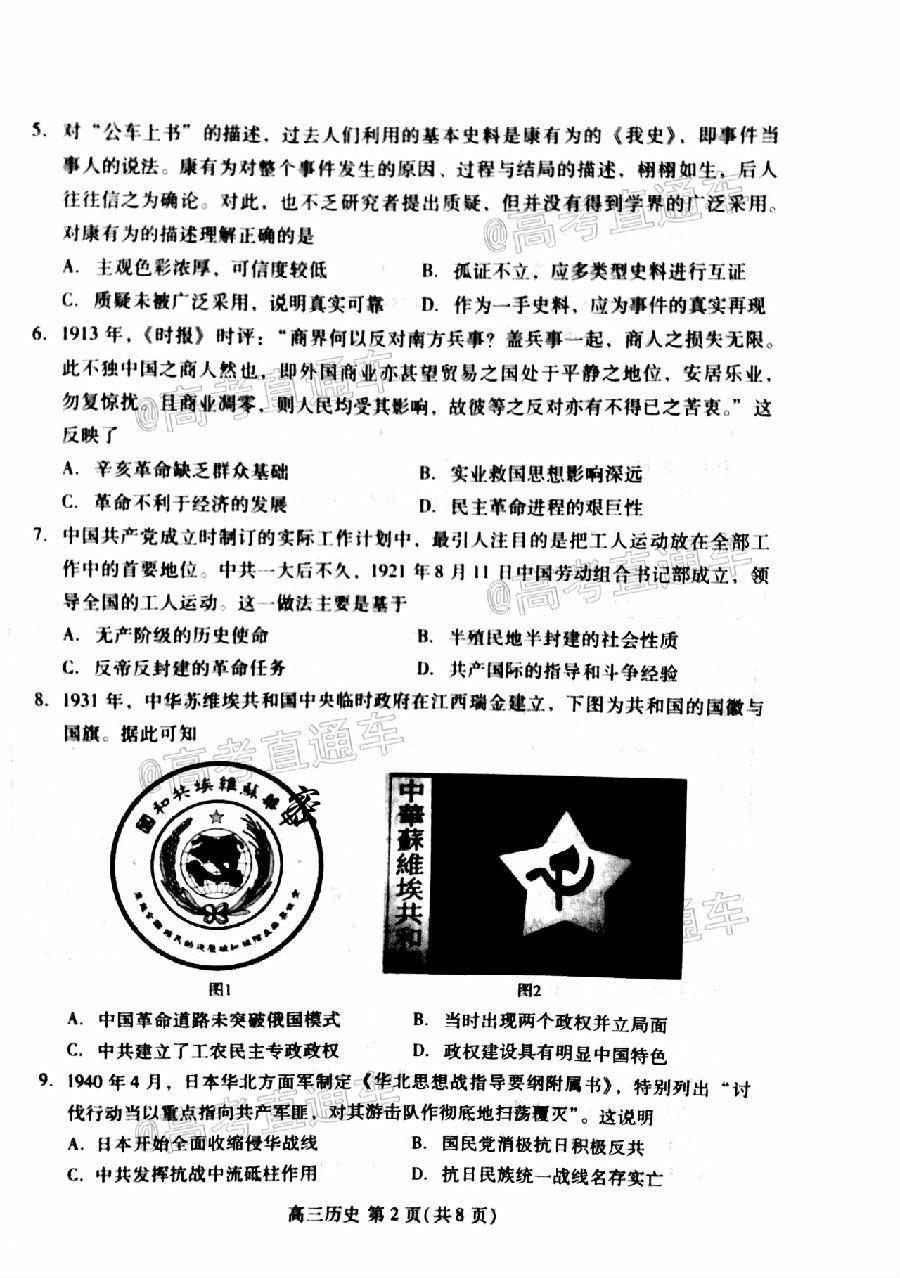 5. 对“公车上书”的描述，过去人们利用的基本史料是康有为的《我史》，即事件当
事人的说法。康有为对整个事件发生的原因、过程与结局的描述，栩栩如生，后人
往往信之为确论。对此，也不乏研究者提出质疑，但并没有得到学界的广泛采用。
对康有为的描述理解正确的是
A. 主观色彩浓厚，可信度较低 B. 孤证不立，应多类型史料进行互证
C. 质疑未被广泛采用，说明真实可靠 D. 作为一手史料，应为事件的真实再现
6. 1913年，《时报》时评：“商界何以反对南方兵事？盖兵事一起，商人之损失无限。
此不独中国之商人然也，即外国商业亦甚望贸易之国处于平静之地位，安居乐业，
勿复惊扰。且商业凋零，则人民均受其影响，故彼等之反对亦有不得已之苦衷。”这
反映了
A. 辛亥革命缺乏群众基础 B. 实业救国思想影响深远
C. 革命不利于经济的发展 D. 民主革命进程的艰巨性
7. 中国共产党成立时制订的实际工作计划中，最引人注目的是把工人运动放在全部工
作中的首要地位。中共一大后不久，1921年8月11日中国劳动组合书记部成立，领
导全国的工人运动。这一做法主要是基于
A. 无产阶级的历史使命 B. 半殖民地半封建的社会性质
C. 反帝反封建的革命任务 D. 共产国际的指导和斗争经验
8. 1931年，中华苏维埃共和国中央临时政府在江西瑞金建立，下图为共和国的国徽与
国旗。据此可知
國和共埃維蘇華
中華蘇維埃共和
图1 图2
A. 中国革命道路未突破俄国模式 B. 当时出现两个政权并立局面
C. 中共建立了工农民主专政政权 D. 政权建设具有明显中国特色
9. 1940年4月，日本华北方面军制定《华北思想战指导要纲附属书》，特别列出“讨
伐行动当以重点指向共产军匪，对其游击队作彻底地扫荡覆灭”。这说明
A. 日本开始全面收缩侵华战线 B. 国民党消极抗日积极反共
C. 中共发挥抗战中流砥柱作用 D. 抗日民族统一战线名存实亡
高三历史 第2页(共8页)
@高考直通车
@高考直通车
@高考直通车
@高考直通车